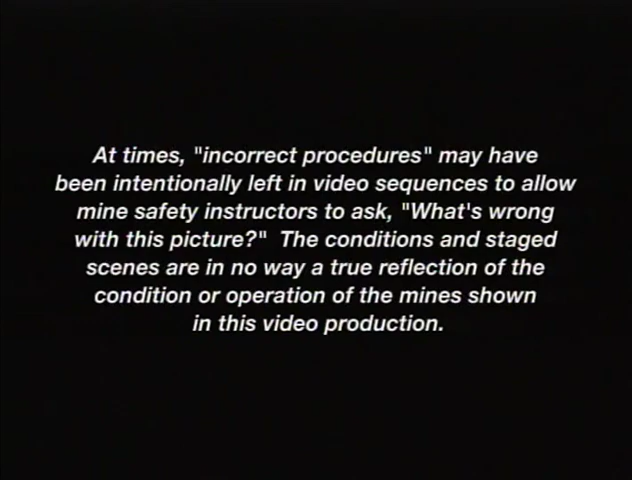 At times, "incorrect procedures" may have
been intentionally left in video sequences to allow
mine safety instructors to ask, "What's wrong
with this picture?"  The conditions and staged
scenes are in no way a true reflection of the
condition or operation of the mines shown
in this video production.